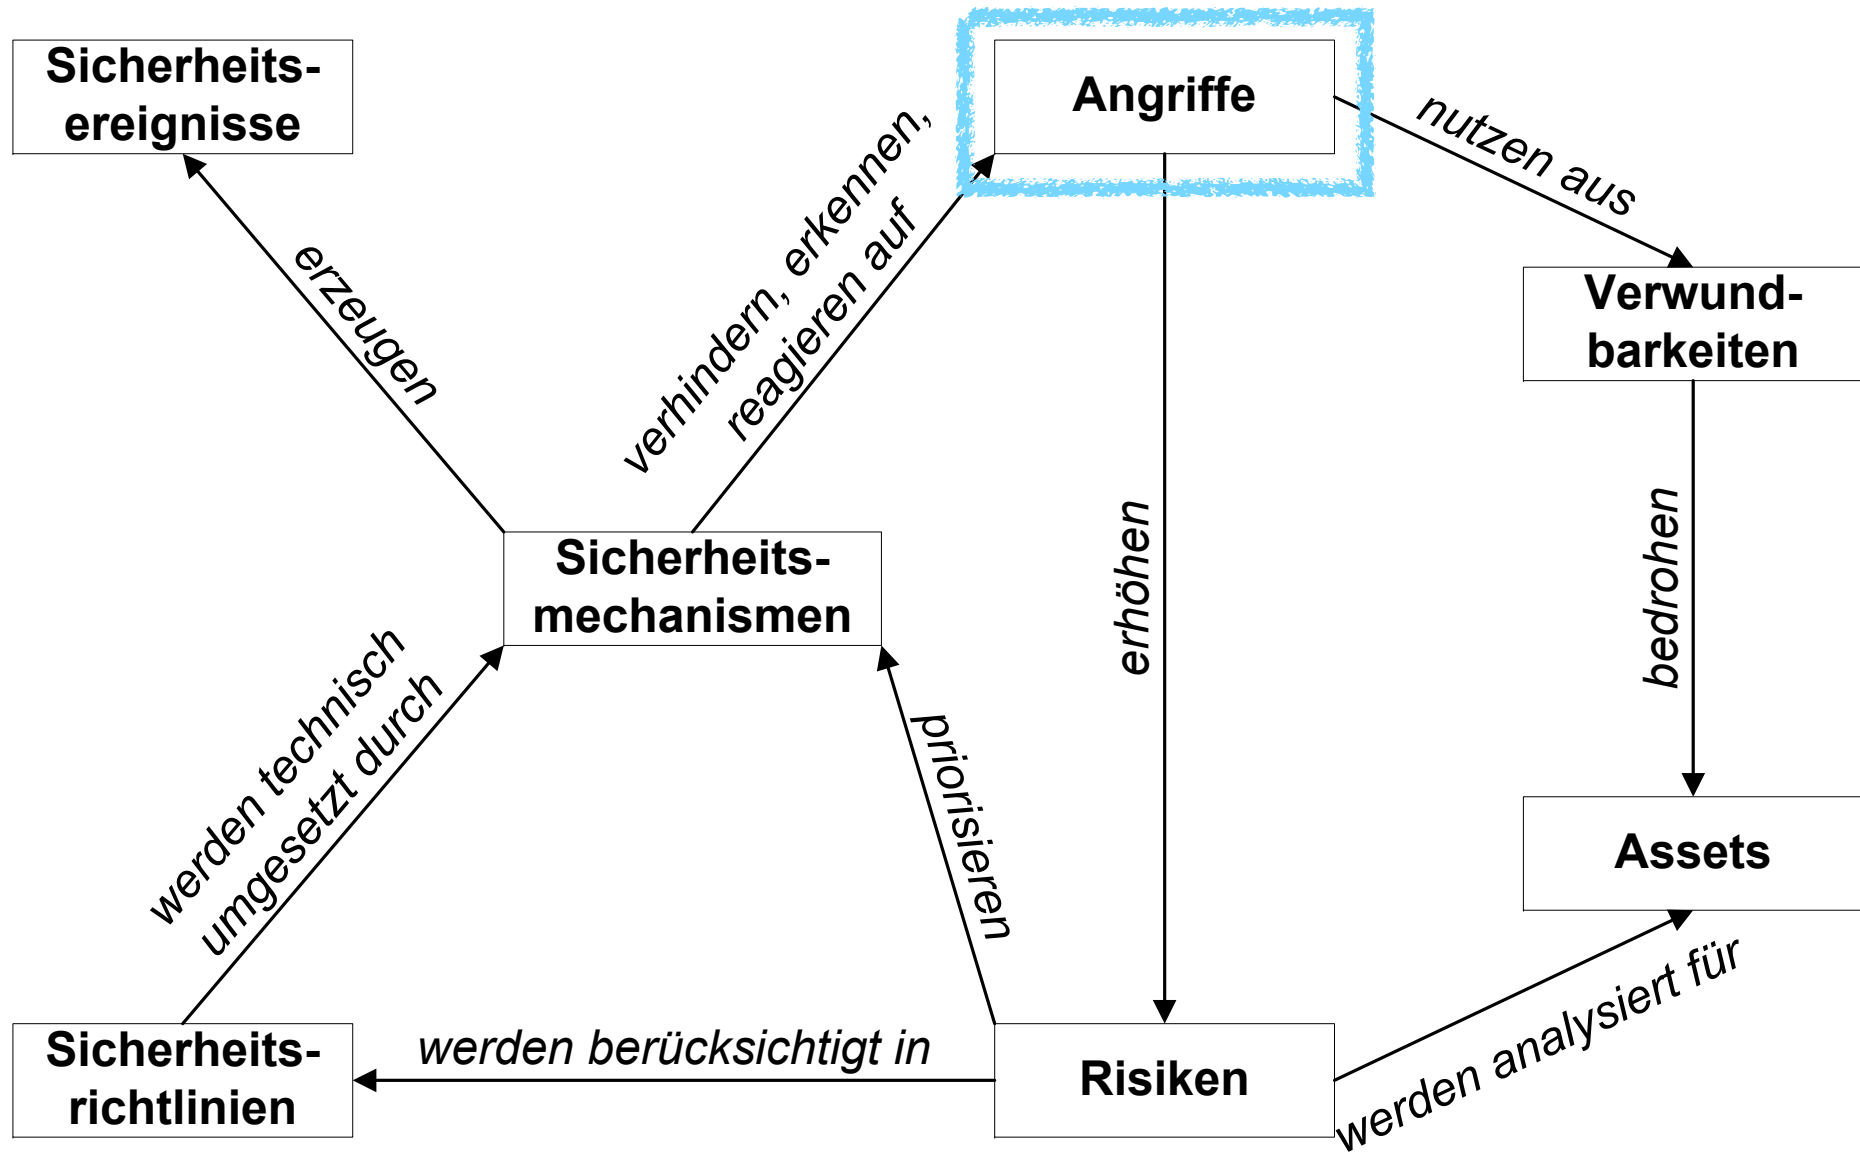 Sicherheits-
ereignisse
Angriffe
nutzen aus
verhindern, erkennen,
reagieren auf
erzeugen
Verwund-
barkeiten
Sicherheits-
mechanismen
erhöhen
bedrohen
werden technisch
umgesetzt durch
priorisieren
Assets
Sicherheits-
richtlinien
werden berücksichtigt in
Risiken
werden analysiert für